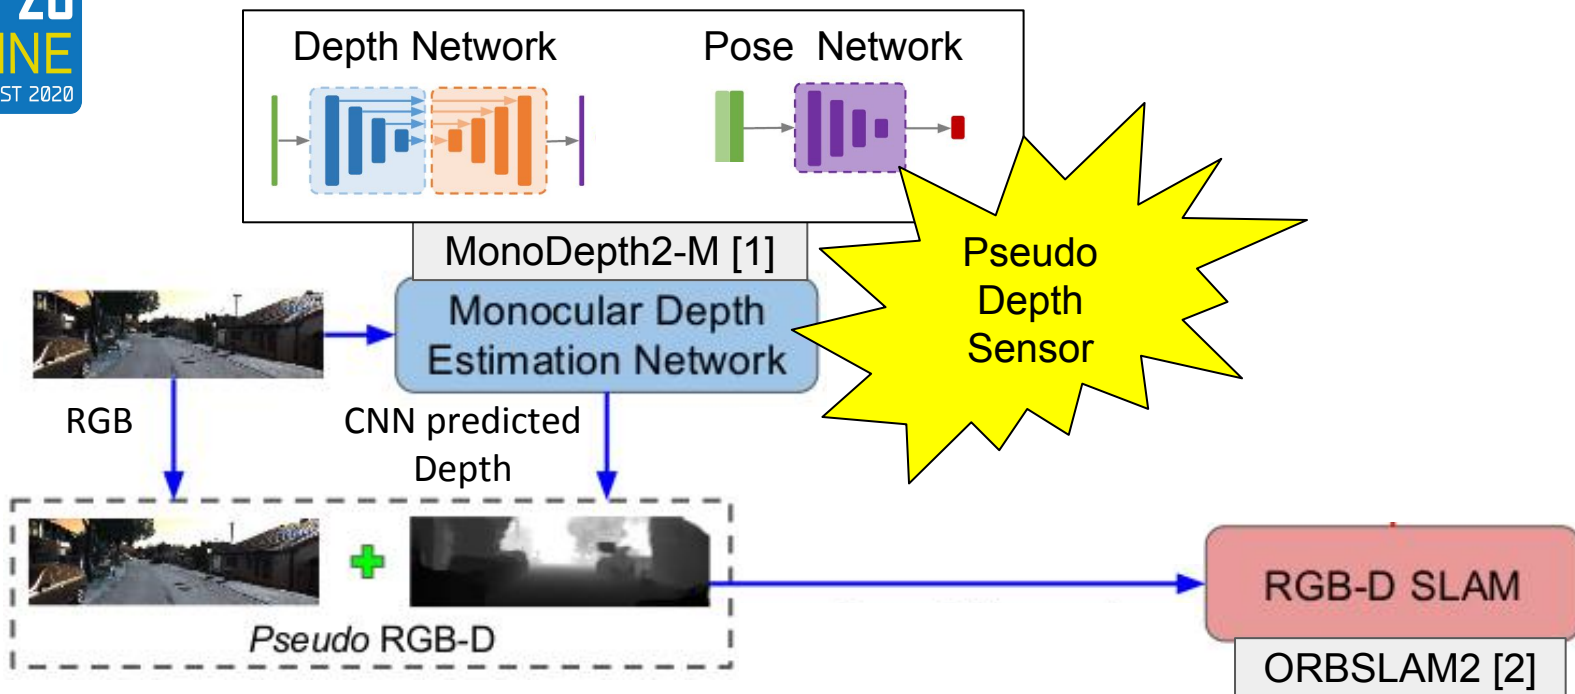 20
INE
ST 2020
Depth Network
Pose Network
MonoDepth2-M [1]
Pseudo
Depth
Sensor
Monocular Depth
Estimation Network
RGB
CNN predicted
Depth
Pseudo RGB-D
RGB-D SLAM
ORBSLAM2 [2]